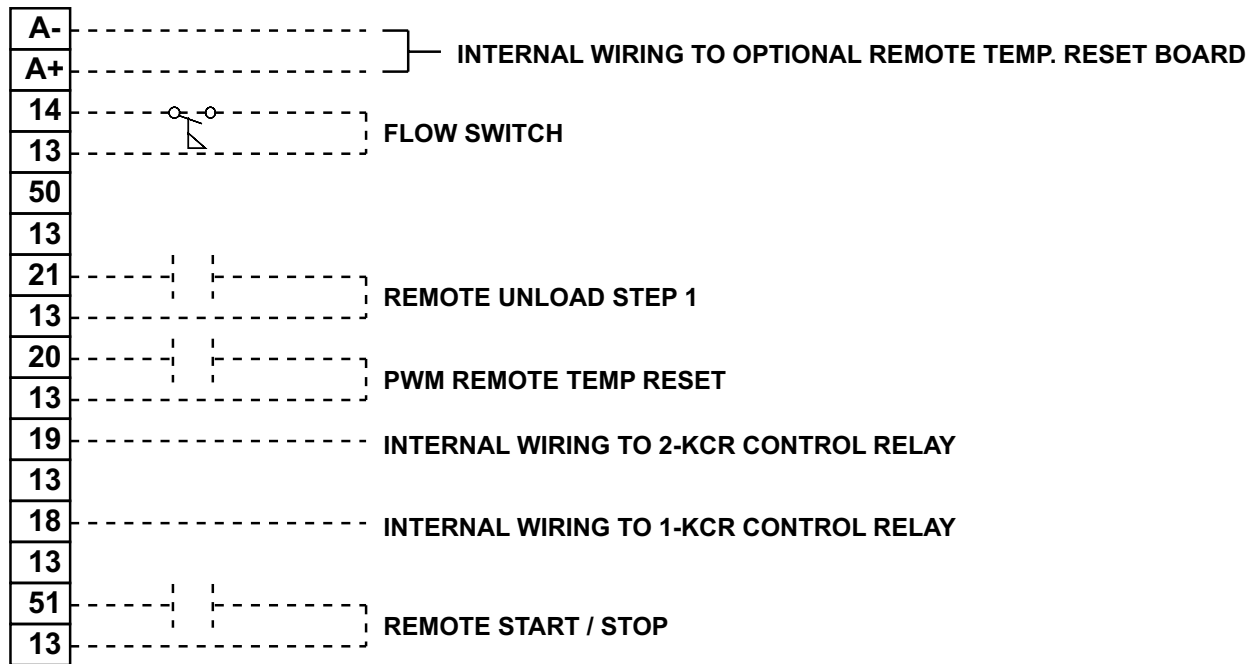 A-
A+
INTERNAL WIRING TO OPTIONAL REMOTE TEMP. RESET BOARD
14
13
FLOW SWITCH
50
13
21
13
REMOTE UNLOAD STEP 1
20
13
PWM REMOTE TEMP RESET
19
INTERNAL WIRING TO 2-KCR CONTROL RELAY
13
18
INTERNAL WIRING TO 1-KCR CONTROL RELAY
13
51
13
REMOTE START / STOP